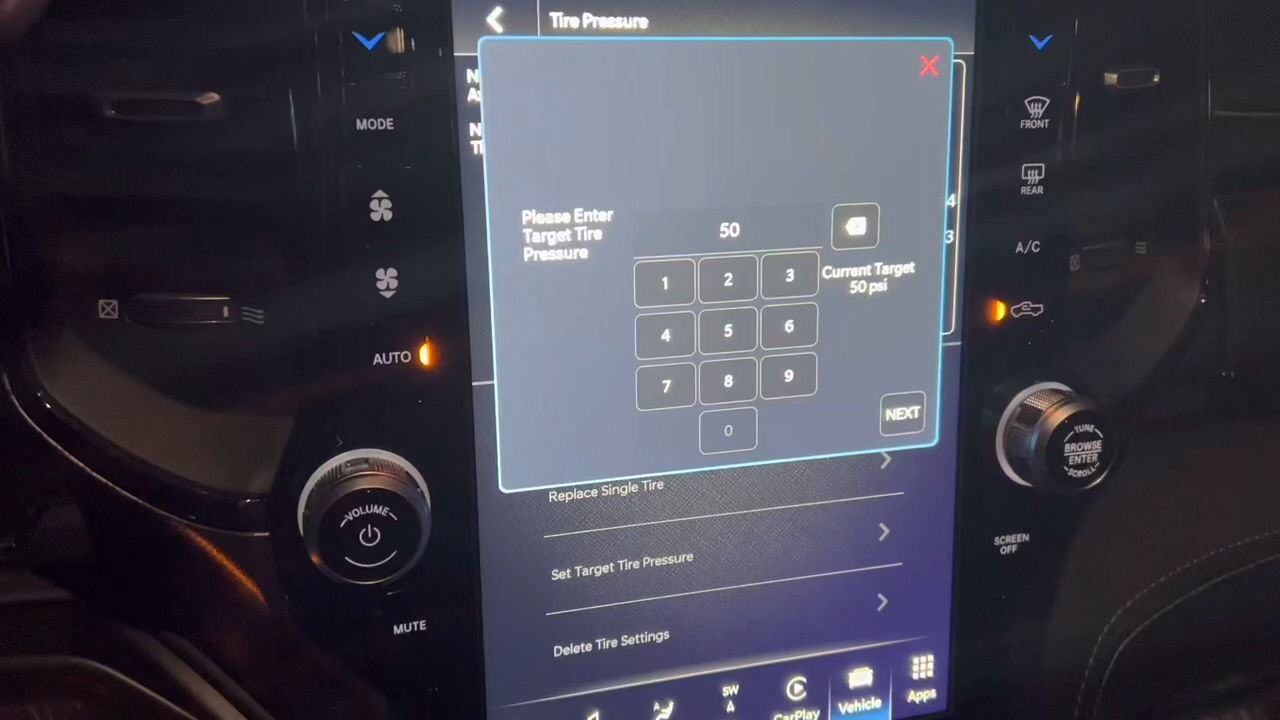 Tire Pressure
MODE
AUTO
VOLUME
MUTE
Please Enter
Target Tire
Pressure
50
1
2
3
4
5
6
7
8
9
0
Current Target
50 psi
NEXT
4
3
Replace Single Tire
Set Target Tire Pressure
Delete Tire Settings
SW
CarPlay
Vehicle
Apps
FRONT
REAR
A/C
TUNE
BROWSE
ENTER
SCROLL
SCREEN
OFF